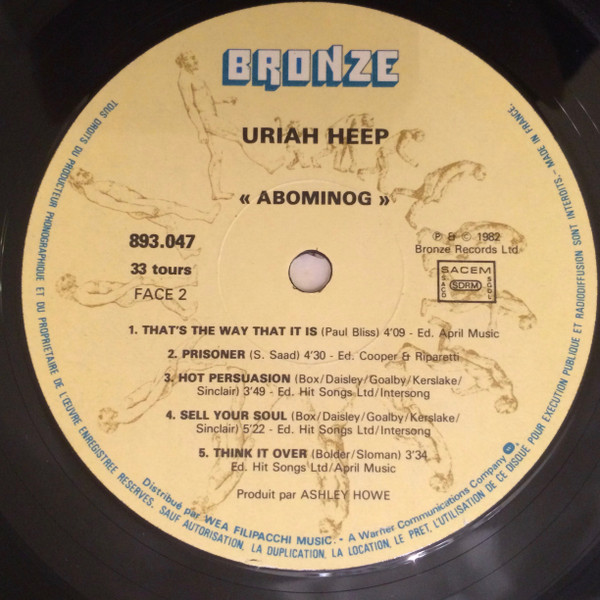 BRONZE
URIAH HEEP
« ABOMINOG »
893.047
33 tours
FACE 2
Ⓟ & © 1982
Bronze Records Ltd
SACEM
SACD
SDRM
SGDL
1. THAT'S THE WAY THAT IT IS (Paul Bliss) 4'09 - Ed. April Music
2. PRISONER (S. Saad) 4'30 - Ed. Cooper & Riparetti
3. HOT PERSUASION (Box/Daisley/Goalby/Kerslake/
Sinclair) 3'49 - Ed. Hit Songs Ltd/Intersong
4. SELL YOUR SOUL (Box/Daisley/Goalby/Kerslake/
Sinclair) 5'22 - Ed. Hit Songs Ltd/Intersong
5. THINK IT OVER (Bolder/Sloman) 3'34
Ed. Hit Songs Ltd/April Music
Produit par ASHLEY HOWE
Distribué par WEA FILIPACCHI MUSIC. - A Warner Communications Company
TOUS DROITS DU PRODUCTEUR PHONOGRAPHIQUE ET DU PROPRIETAIRE DE L'ŒUVRE ENREGISTREE RESERVES. SAUF AUTORISATION, LA DUPLICATION, LA LOCATION, LE PRET, L'UTILISATION DE CE DISQUE POUR EXECUTION PUBLIQUE ET RADIODIFFUSION SONT INTERDITS - MADE IN FRANCE.